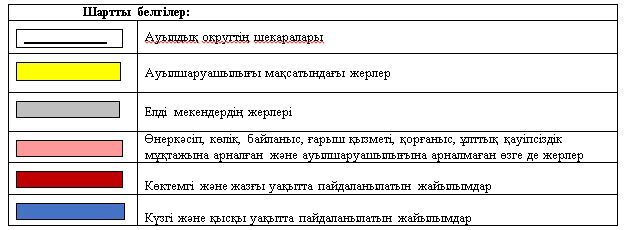 Шартты белгілер:
Ауылдық округтің шекаралары
Ауылшаруашылығы мақсатындағы жерлер
Елді мекендердің жерлері
Өнеркәсіп, көлік, байланыс, ғарыш қызметі, қорғаныс, ұлттық қауіпсіздік
мұқтажына арналған және ауылшаруашылығына арналмаған өзге де жерлер
Көктемгі және жазғы уақытта пайдаланылатын жайылымдар
Күзгі және қысқы уақытта пайдаланылатын жайылымдар